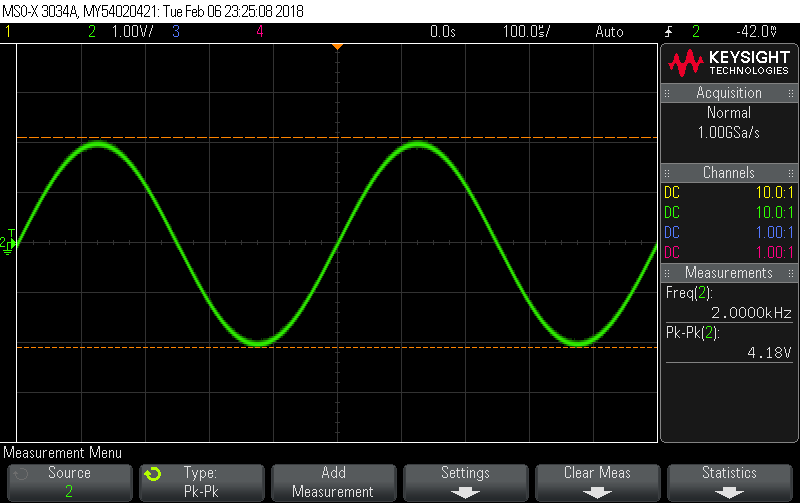 MSO-X 3034A, MY54020421: Tue Feb 06 23:25:08 2018
1 2 1.00V/ 3 4 0.0s 100.0㎲/ Auto 2 -42.0㎷
KEYSIGHT
TECHNOLOGIES
Acquisition
Normal
1.00GSa/s
Channels
DC 10.0:1
DC 10.0:1
DC 1.00:1
DC 1.00:1
Measurements
Freq(2):
2.0000kHz
Pk-Pk(2):
4.18V
T
2
Measurement Menu
Source
2
Type:
Pk-Pk
Add
Measurement
Settings
Clear Meas
Statistics